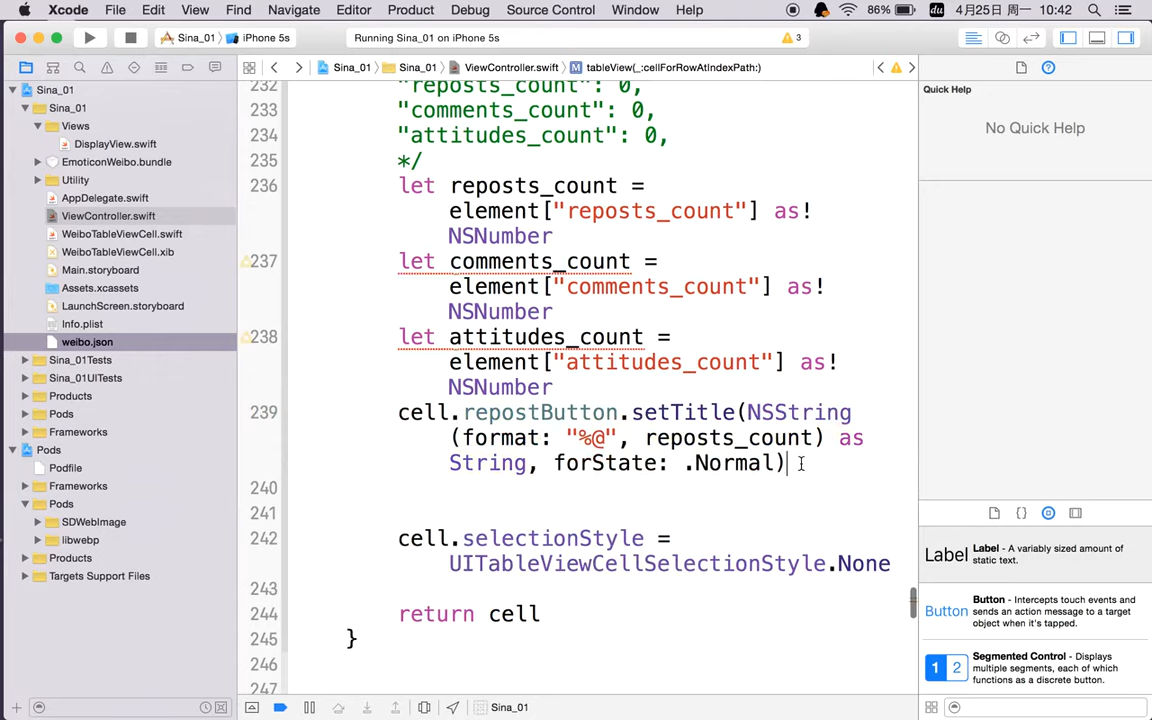 Xcode File Edit View Find Navigate Editor Product Debug Source Control Window Help 86% du 4月25日 周一 10:42
Sina_01 iPhone 5s Running Sina_01 on iPhone 5s 3
Sina_01 Sina_01 ViewController.swift M tableView(_:cellForRowAtIndexPath:)
Sina_01
Sina_01
Views
DisplayView.swift
EmoticonWeibo.bundle
Utility
AppDelegate.swift
ViewController.swift
WeiboTableViewCell.swift
WeiboTableViewCell.xib
Main.storyboard
Assets.xcassets
LaunchScreen.storyboard
Info.plist
weibo.json
Sina_01Tests
Sina_01UITests
Products
Pods
Frameworks
Pods
Podfile
Frameworks
Pods
SDWebImage
libwebp
Products
Targets Support Files
232 "reposts_count": 0,
233 "comments_count": 0,
234 "attitudes_count": 0,
235 */
236 let reposts_count =
element["reposts_count"] as!
NSNumber
237 let comments_count =
element["comments_count"] as!
NSNumber
238 let attitudes_count =
element["attitudes_count"] as!
NSNumber
239 cell.repostButton.setTitle(NSString
(format: "%@", reposts_count) as
String, forState: .Normal)
240
241
242 cell.selectionStyle =
UITableViewCellSelectionStyle.None
243
244 return cell
245 }
246
247
Sina_01
Quick Help
No Quick Help
Label Label - A variably sized amount of
static text.
Button Button - Intercepts touch events and
sends an action message to a target
object when it's tapped.
1 2 Segmented Control - Displays
multiple segments, each of which
functions as a discrete button.